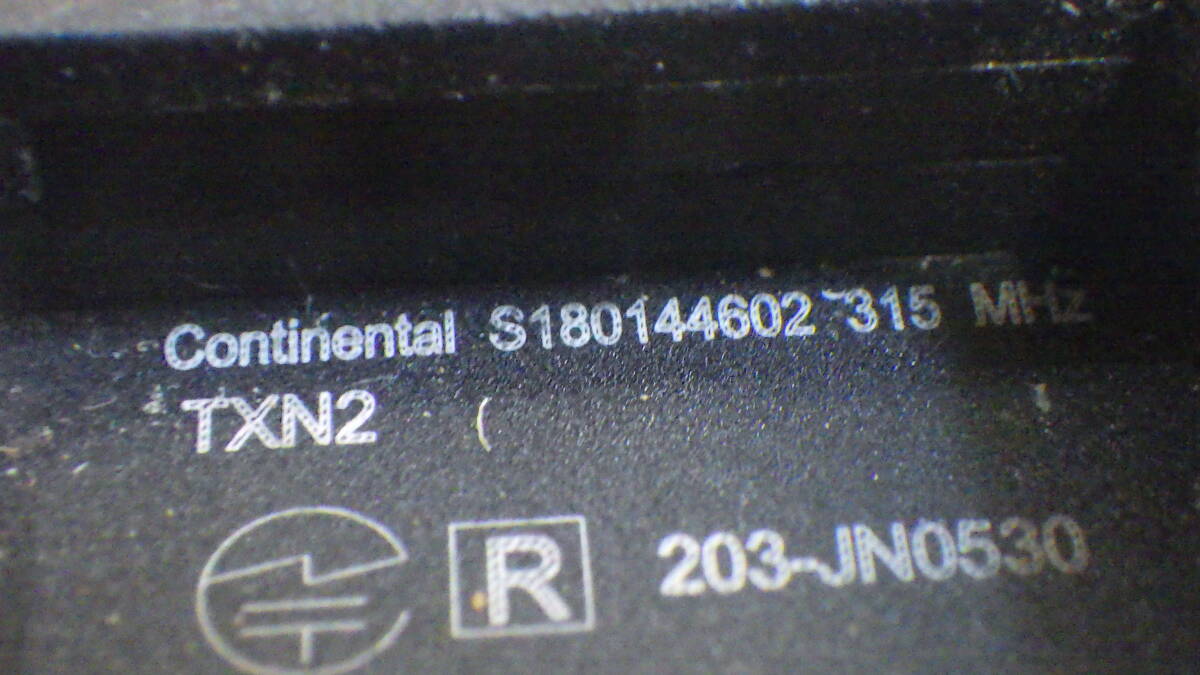 Continental S180144602 315 MHz
TXN2
R 203-JN0530